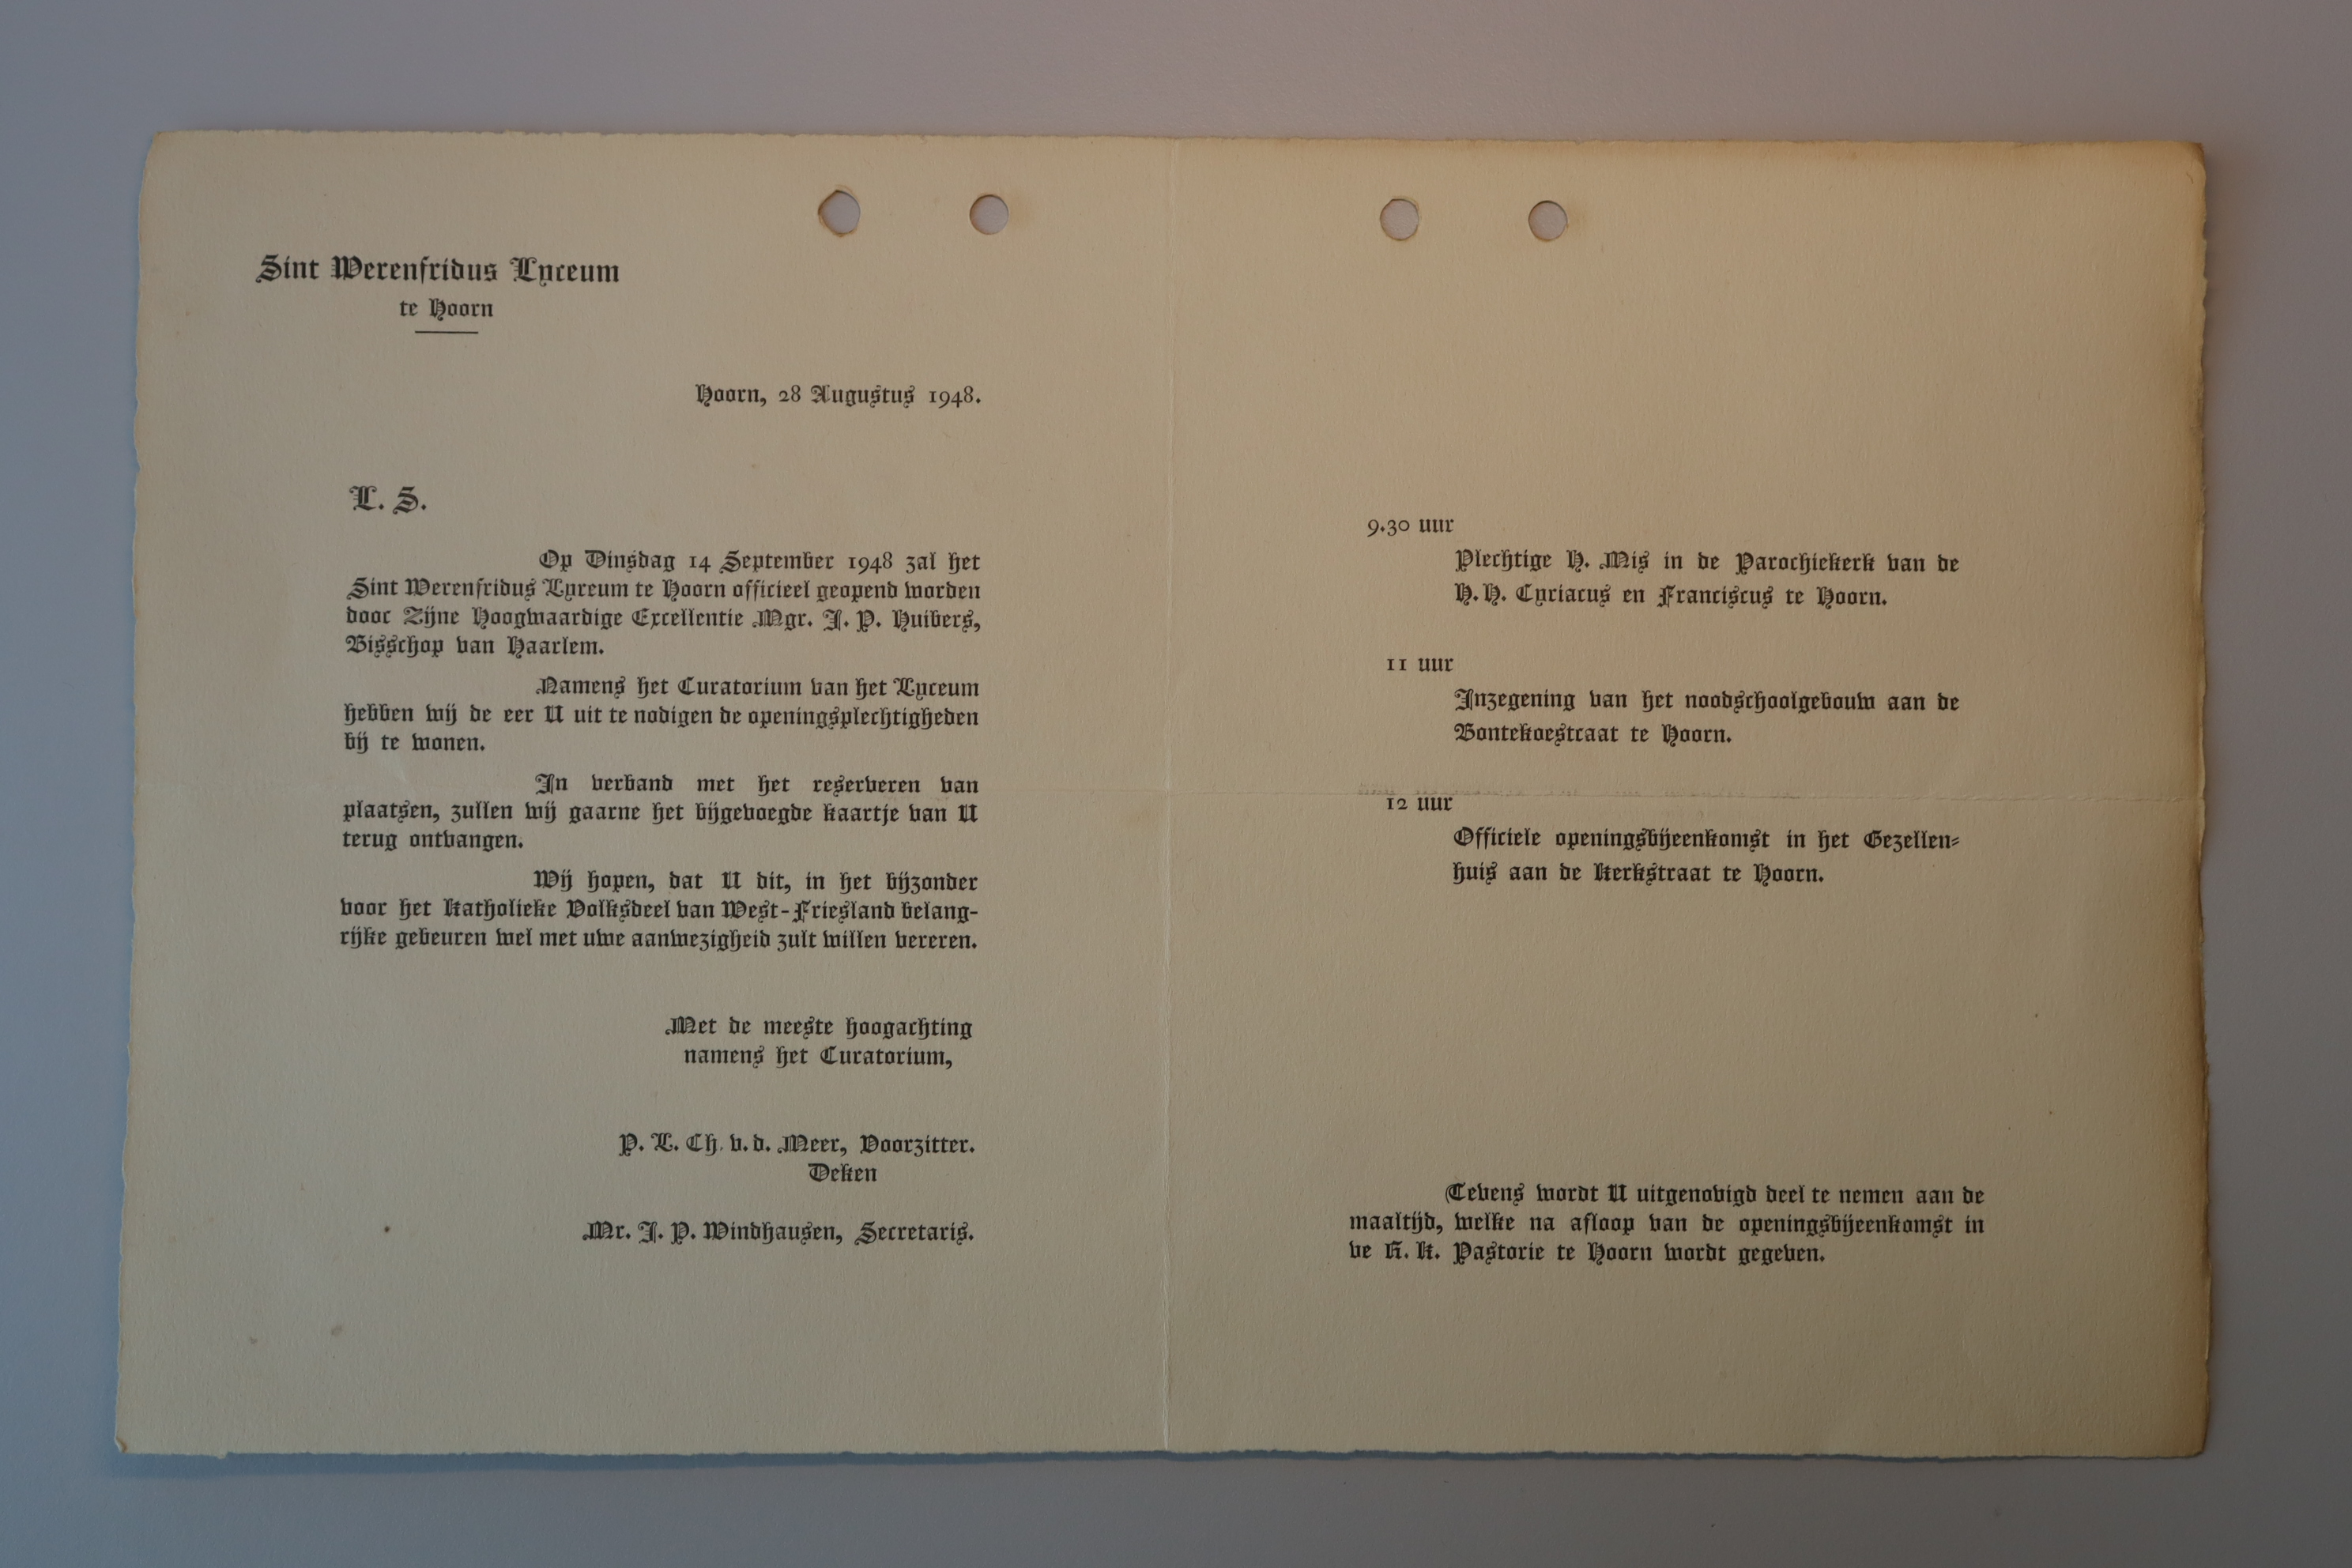 Sint Werenfridus Lyceum
te Hoorn
Hoorn, 28 Augustus 1948.
L. S.
Op Dinsdag 14 September 1948 zal het
Sint Werenfridus Lyceum te Hoorn officieel geopend worden
door Zijne Hoogwaardige Excellentie Mgr. J. P. Huibers,
Bisschop van Haarlem.
Namens het Curatorium van het Lyceum
hebben wij de eer U uit te nodigen de openingsplechtigheden
bij te wonen.
In verband met het reserveren van
plaatsen, zullen wij gaarne het bijgevoegde kaartje van U
terug ontvangen.
Wij hopen, dat U dit, in het bijzonder
voor het Katholieke Volksdeel van West-Friesland belang-
rijke gebeuren wel met uwe aanwezigheid zult willen vereren.
Met de meeste hoogachting
namens het Curatorium,
P. L. Ch. v.d. Meer, Voorzitter.
Deken
Mr. J. P. Windhausen, Secretaris.
9.30 uur
Plechtige H. Mis in de Parochiekerk van de
H.H. Cyriacus en Franciscus te Hoorn.
11 uur
Inzegening van het noodschoolgebouw aan de
Bontekoestraat te Hoorn.
12 uur
Officiele openingsbijeenkomst in het Gezellen=
huis aan de Kerkstraat te Hoorn.
Tevens wordt U uitgenovigd deel te nemen aan de
maaltijd, welke na afloop van de openingsbijeenkomst in
ve R. K. Pastorie te Hoorn wordt gegeven.